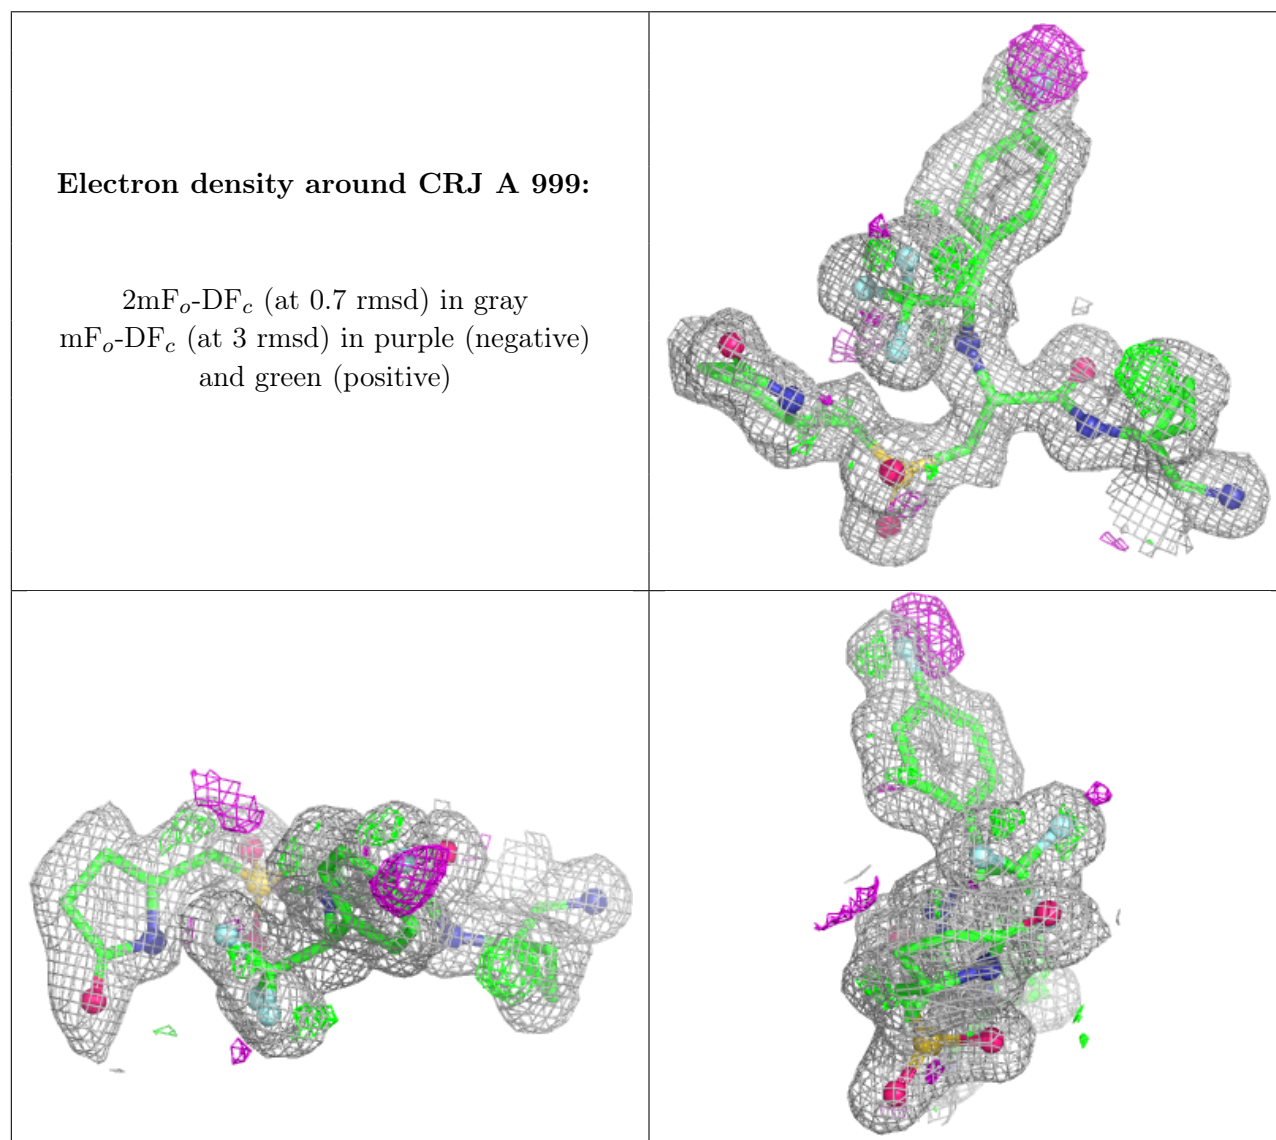 Electron density around CRJ A 999:
2mFo-DFc (at 0.7 rmsd) in gray
mFo-DFc (at 3 rmsd) in purple (negative)
and green (positive)